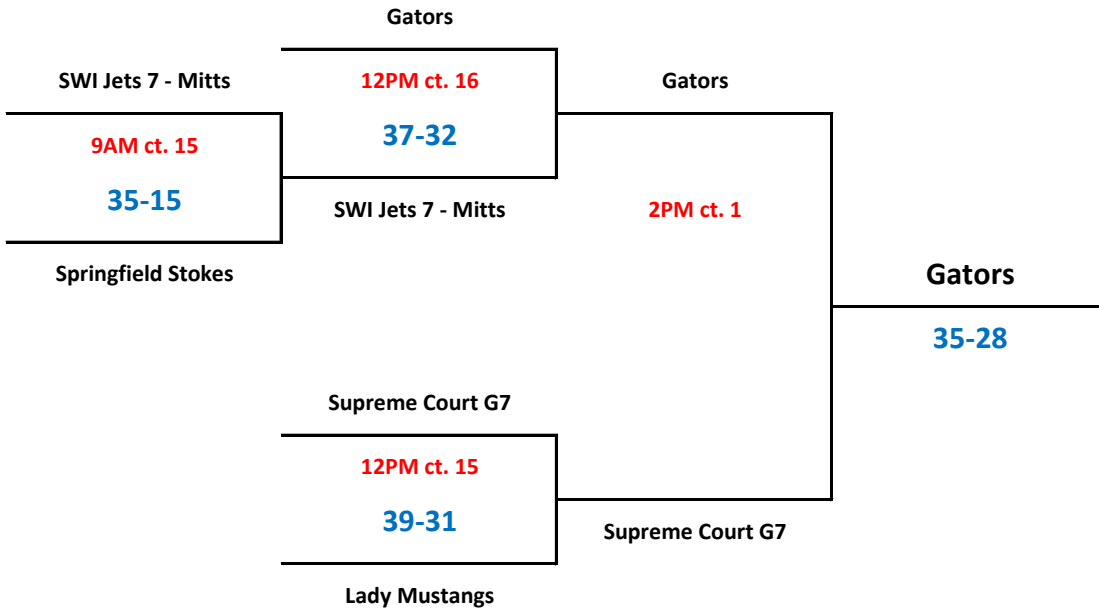 Gators
SWI Jets 7 - Mitts
12PM ct. 16
Gators
9AM ct. 15
37-32
35-15
SWI Jets 7 - Mitts
2PM ct. 1
Springfield Stokes
Gators
35-28
Supreme Court G7
12PM ct. 15
39-31
Supreme Court G7
Lady Mustangs